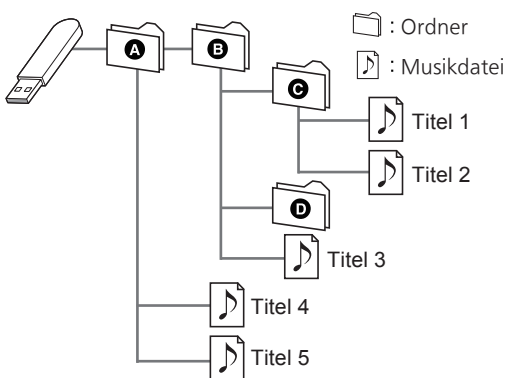 A B : Ordner
: Musikdatei
C
Titel 1
Titel 2
D
Titel 3
Titel 4
Titel 5